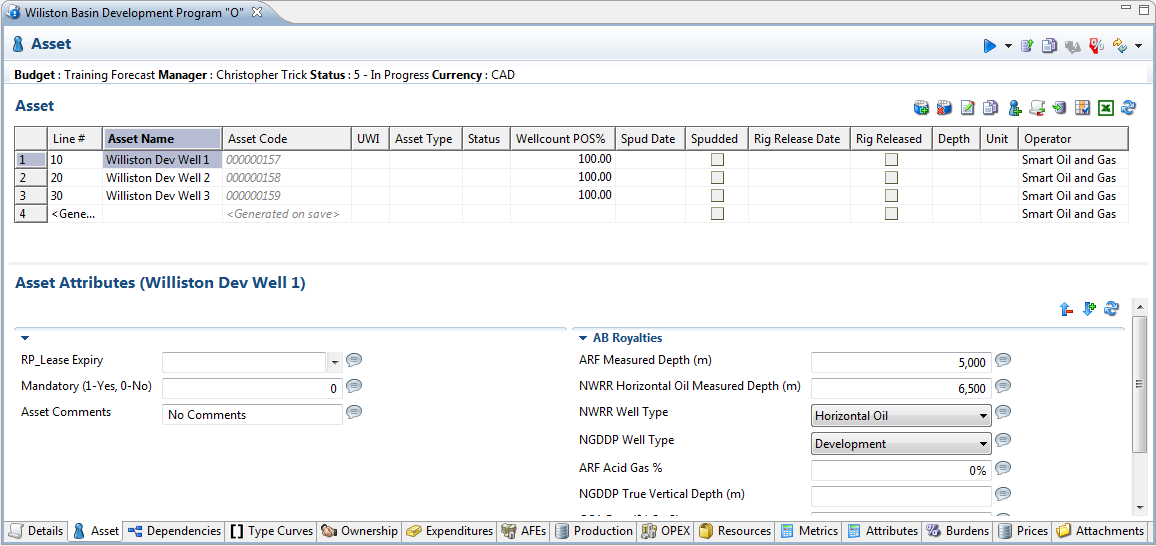 Wiliston Basin Development Program "O"
Asset
Budget : Training Forecast Manager : Christopher Trick Status : 5 - In Progress Currency : CAD
Asset
Line # Asset Name Asset Code UWI Asset Type Status Wellcount POS% Spud Date Spudded Rig Release Date Rig Released Depth Unit Operator
1 10 Williston Dev Well 1 000000157 100.00 Smart Oil and Gas
2 20 Williston Dev Well 2 000000158 100.00 Smart Oil and Gas
3 30 Williston Dev Well 3 000000159 100.00 Smart Oil and Gas
4 <Gene... <Generated on save> Smart Oil and Gas
Asset Attributes (Williston Dev Well 1)
RP_Lease Expiry
Mandatory (1-Yes, 0-No) 0
Asset Comments No Comments
AB Royalties
ARF Measured Depth (m) 5,000
NWRR Horizontal Oil Measured Depth (m) 6,500
NWRR Well Type Horizontal Oil
NGDDP Well Type Development
ARF Acid Gas % 0%
NGDDP True Vertical Depth (m)
Details Asset Dependencies Type Curves Ownership Expenditures AFEs Production OPEX Resources Metrics Attributes Burdens Prices Attachments